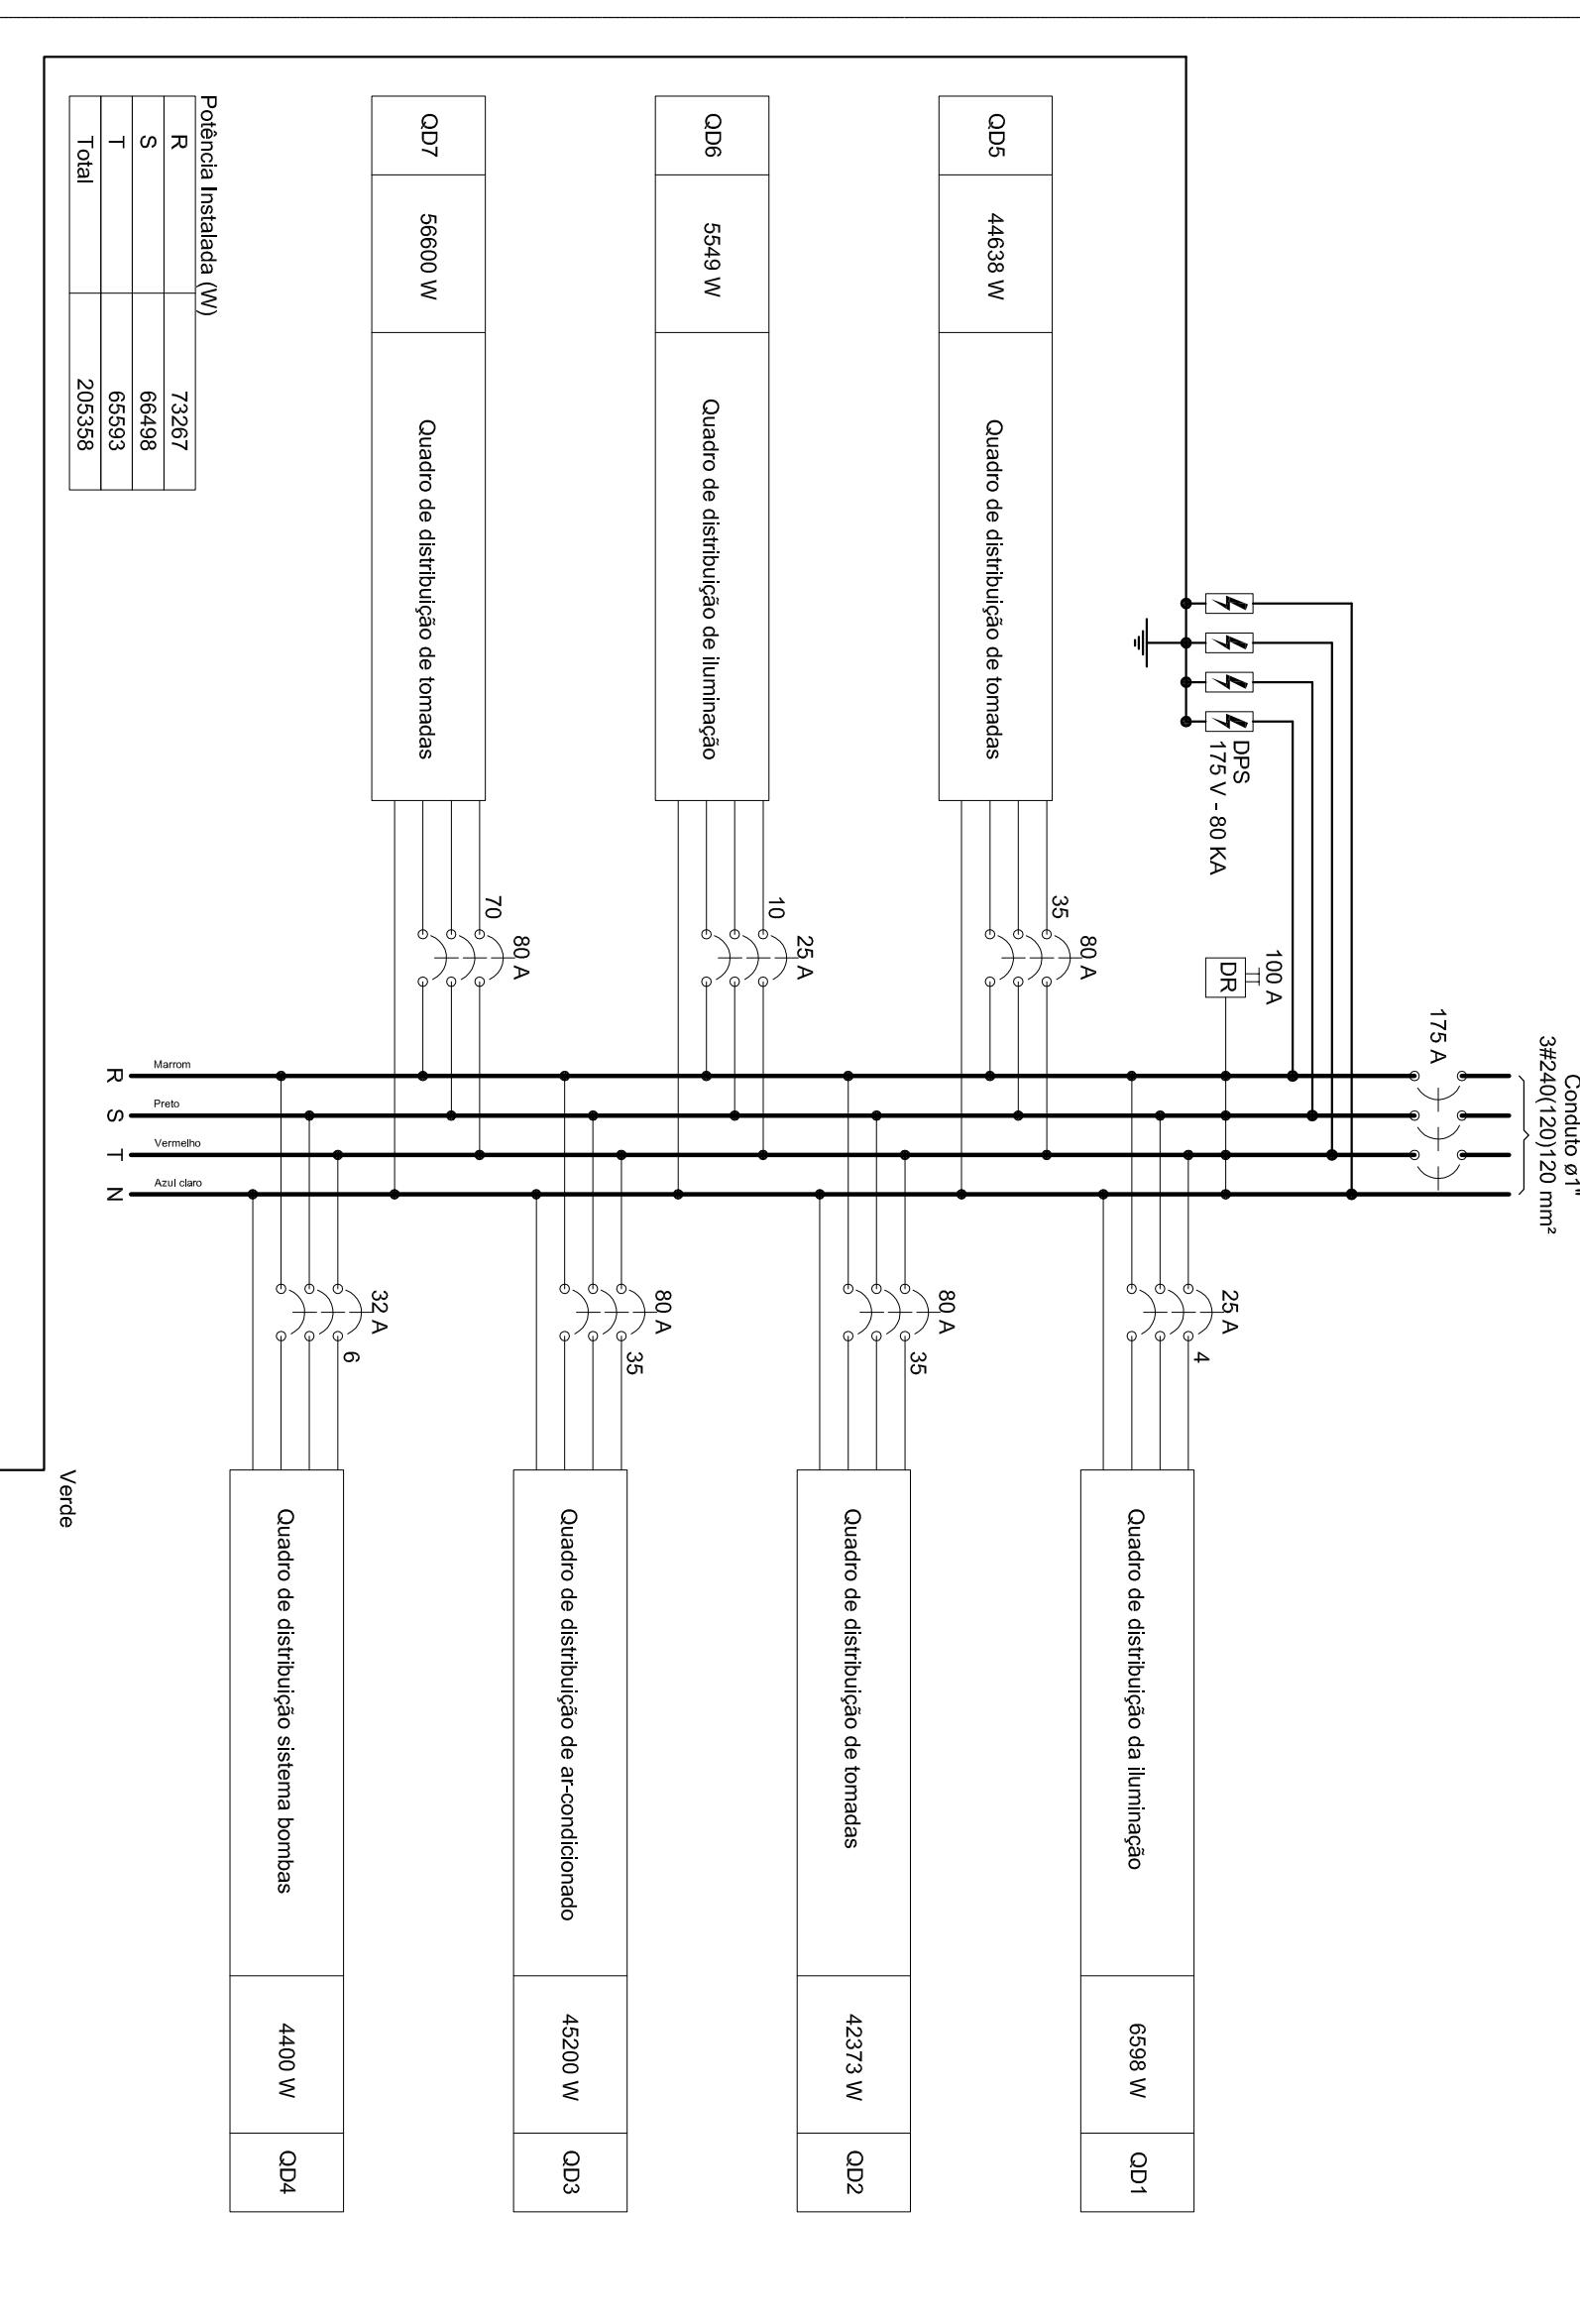 Conduto ø1"
3#240(120)120 mm²
175 A
DPS
175 V - 80 KA
100 A
DR
QD5
44638 W
Quadro de distribuição de tomadas
35
80 A
25 A
4
Quadro de distribuição da iluminação
6598 W
QD1
QD6
5549 W
Quadro de distribuição de iluminação
10
25 A
80 A
35
Quadro de distribuição de tomadas
42373 W
QD2
QD7
56600 W
Quadro de distribuição de tomadas
70
80 A
80 A
35
Quadro de distribuição de ar-condicionado
45200 W
QD3
32 A
6
Quadro de distribuição sistema bombas
4400 W
QD4
Potência Instalada (W)
R 73267
S 66498
T 65593
Total 205358
R Marrom
S Preto
T Vermelho
N Azul claro
Verde